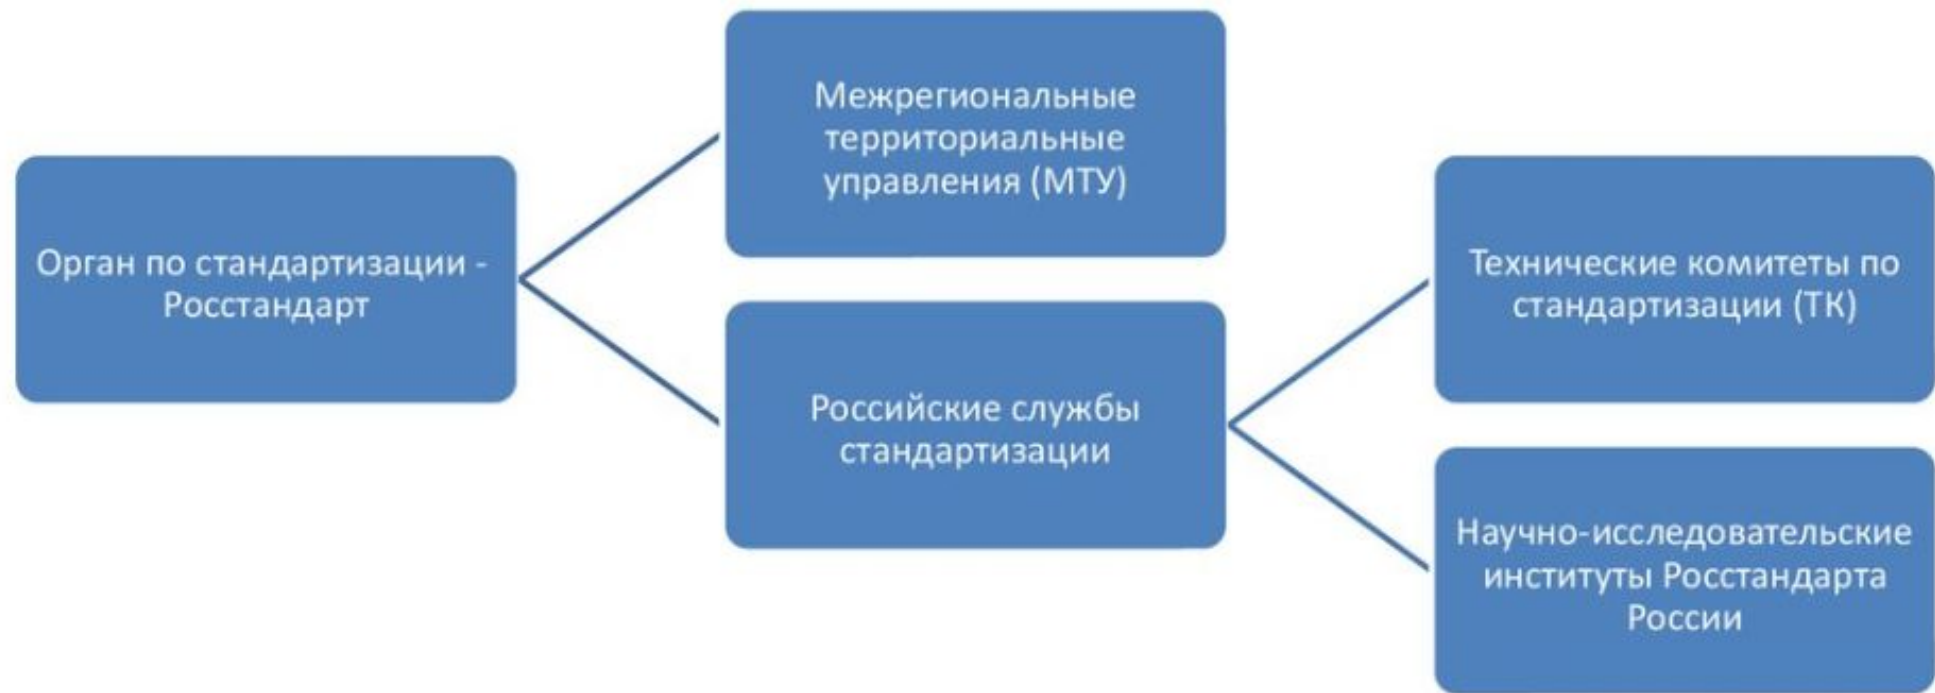 Орган по стандартизации -
Росстандарт
Межрегиональные
территориальные
управления (МТУ)
Российские службы
стандартизации
Технические комитеты по
стандартизации (ТК)
Научно-исследовательские
институты Росстандарта
России